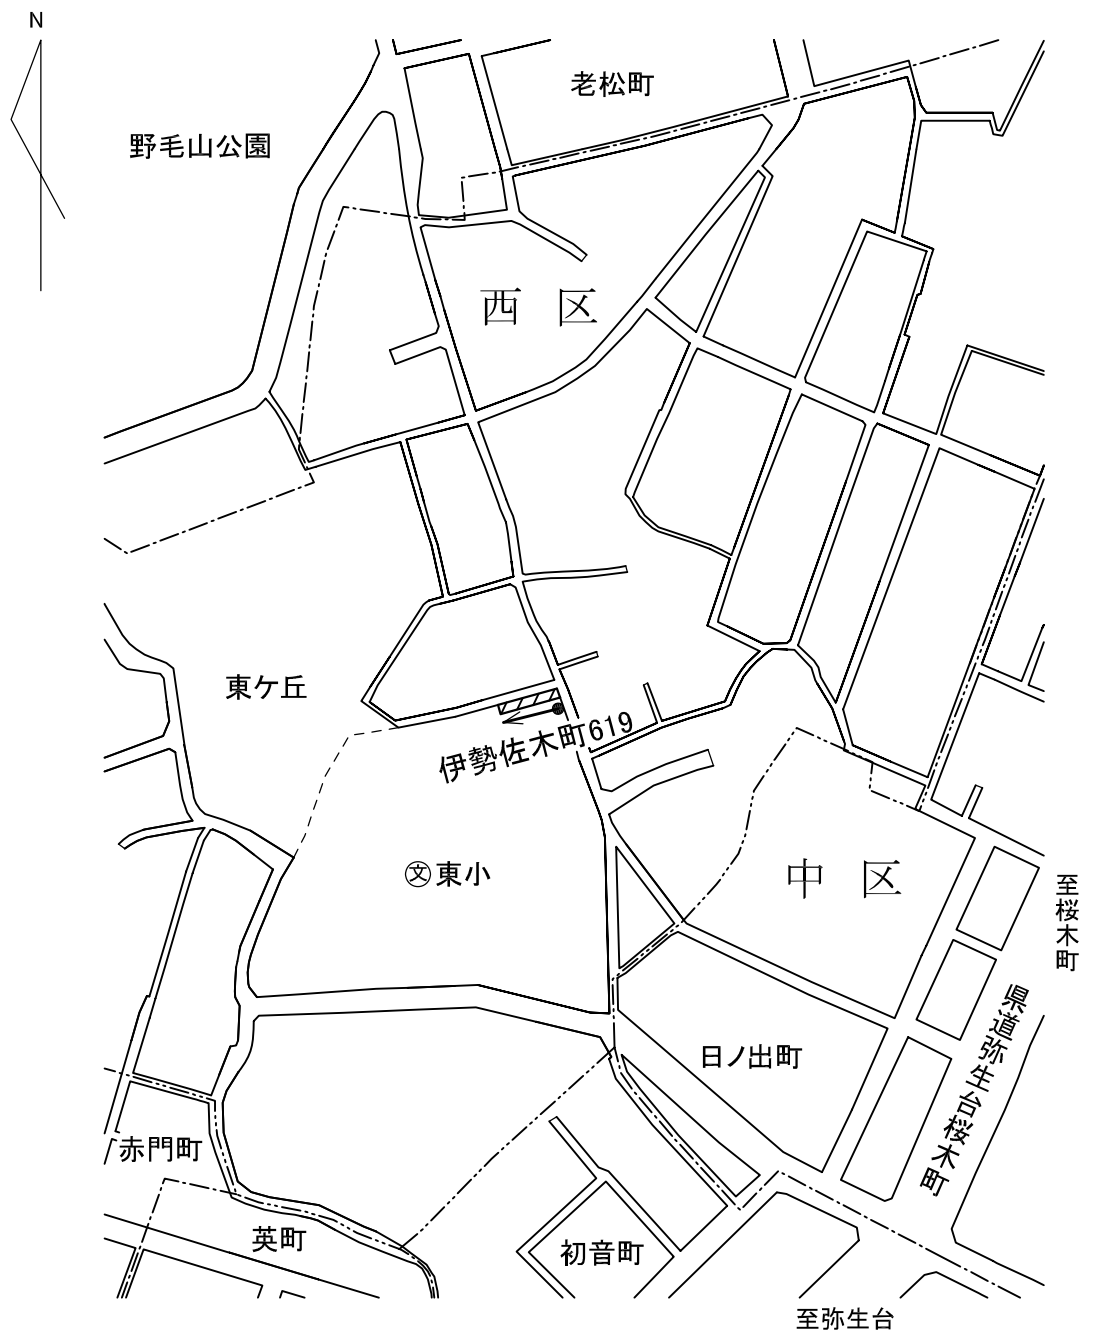 N
老松町
野毛山公園
西区
東ケ丘
伊勢佐木町619
文東小
中区
至桜木町
県道弥生台桜木町
日ノ出町
赤門町
英町
初音町
至弥生台